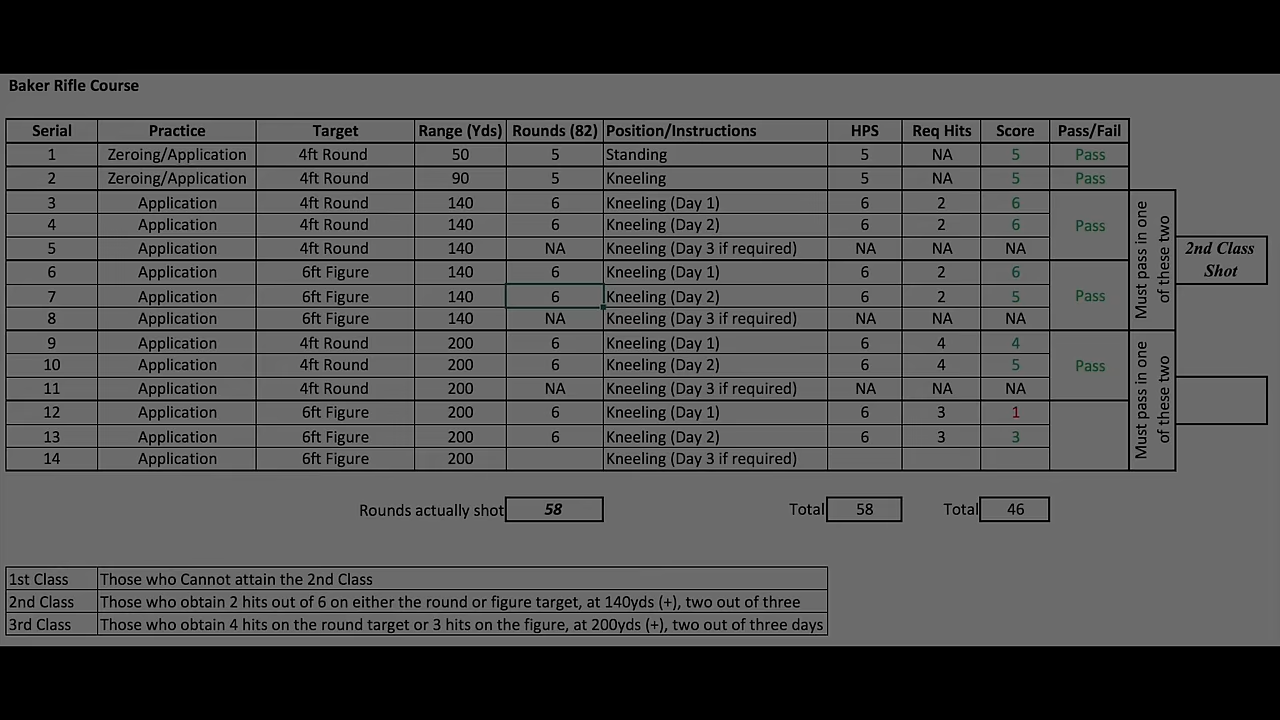 Baker Rifle Course
Serial Practice Target Range (Yds) Rounds (82) Position/Instructions HPS Req Hits Score Pass/Fail
1 Zeroing/Application 4ft Round 50 5 Standing 5 NA 5 Pass
2 Zeroing/Application 4ft Round 90 5 Kneeling 5 NA 5 Pass
3 Application 4ft Round 140 6 Kneeling (Day 1) 6 2 6
4 Application 4ft Round 140 6 Kneeling (Day 2) 6 2 6 Pass
5 Application 4ft Round 140 NA Kneeling (Day 3 if required) NA NA NA
6 Application 6ft Figure 140 6 Kneeling (Day 1) 6 2 6
7 Application 6ft Figure 140 6 Kneeling (Day 2) 6 2 5 Pass
8 Application 6ft Figure 140 NA Kneeling (Day 3 if required) NA NA NA
Must pass in one
of these two
2nd Class
Shot
9 Application 4ft Round 200 6 Kneeling (Day 1) 6 4 4
10 Application 4ft Round 200 6 Kneeling (Day 2) 6 4 5 Pass
11 Application 4ft Round 200 NA Kneeling (Day 3 if required) NA NA NA
12 Application 6ft Figure 200 6 Kneeling (Day 1) 6 3 1
13 Application 6ft Figure 200 6 Kneeling (Day 2) 6 3 3
14 Application 6ft Figure 200 Kneeling (Day 3 if required)
Must pass in one
of these two
Rounds actually shot 58 Total 58 Total 46
1st Class Those who Cannot attain the 2nd Class
2nd Class Those who obtain 2 hits out of 6 on either the round or figure target, at 140yds (+), two out of three
3rd Class Those who obtain 4 hits on the round target or 3 hits on the figure, at 200yds (+), two out of three days